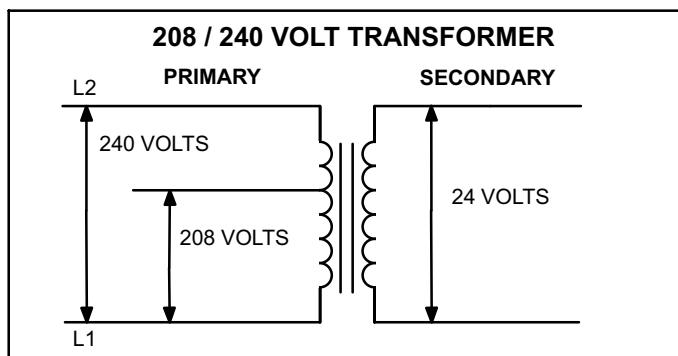 208 / 240 VOLT TRANSFORMER
PRIMARY
SECONDARY
L2
240 VOLTS
208 VOLTS
24 VOLTS
L1